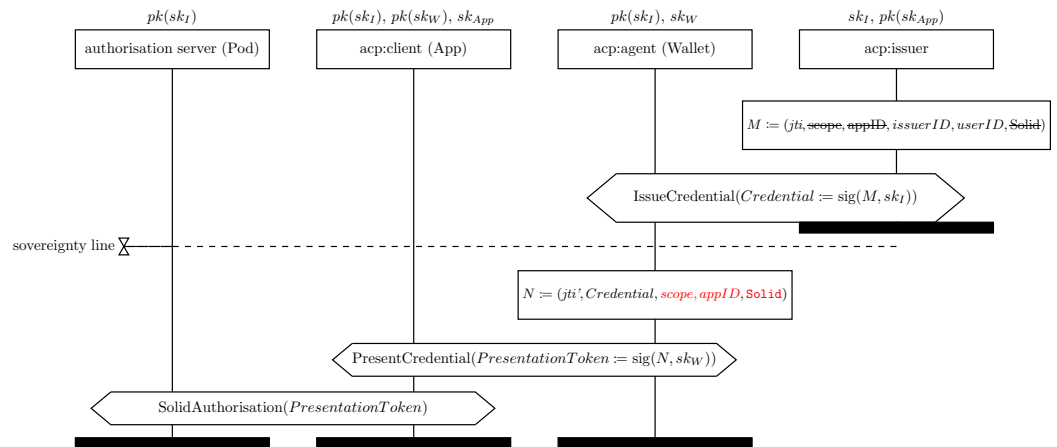 pk(sk_I)
pk(sk_I), pk(sk_W), sk_App
pk(sk_I), sk_W
sk_I, pk(sk_App)
authorisation server (Pod)
acp:client (App)
acp:agent (Wallet)
acp:issuer
M := (jti, scope, appID, issuerID, userID, Solid)
IssueCredential(Credential := sig(M, sk_I))
sovereignty line
N := (jti', Credential, scope, appID, Solid)
PresentCredential(PresentationToken := sig(N, sk_W))
SolidAuthorisation(PresentationToken)